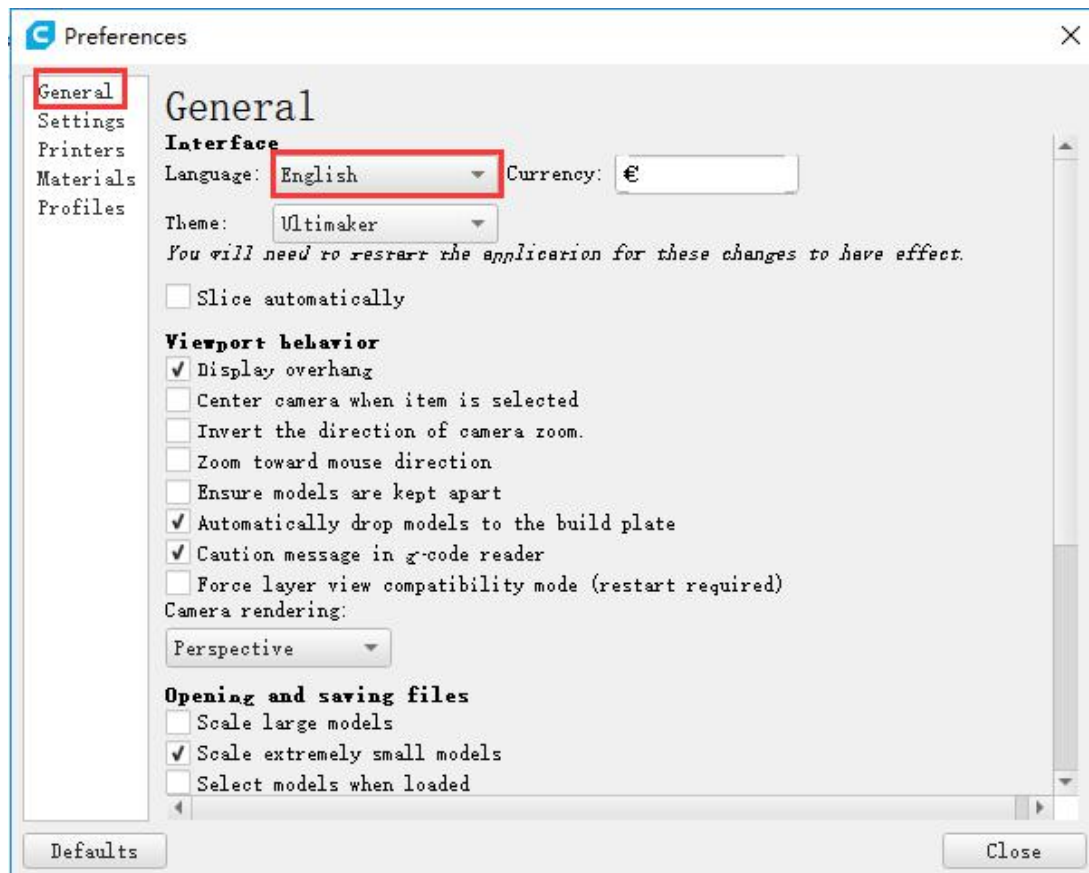 Preferences
General
Settings
Printers
Materials
Profiles
General
Interface
Language: English Currency: €
Theme: Ultimaker
You will need to restart the application for these changes to have effect.
Slice automatically
Viewport behavior
Display overhang
Center camera when item is selected
Invert the direction of camera zoom.
Zoom toward mouse direction
Ensure models are kept apart
Automatically drop models to the build plate
Caution message in g-code reader
Force layer view compatibility mode (restart required)
Camera rendering:
Perspective
Opening and saving files
Scale large models
Scale extremely small models
Select models when loaded
Defaults Close